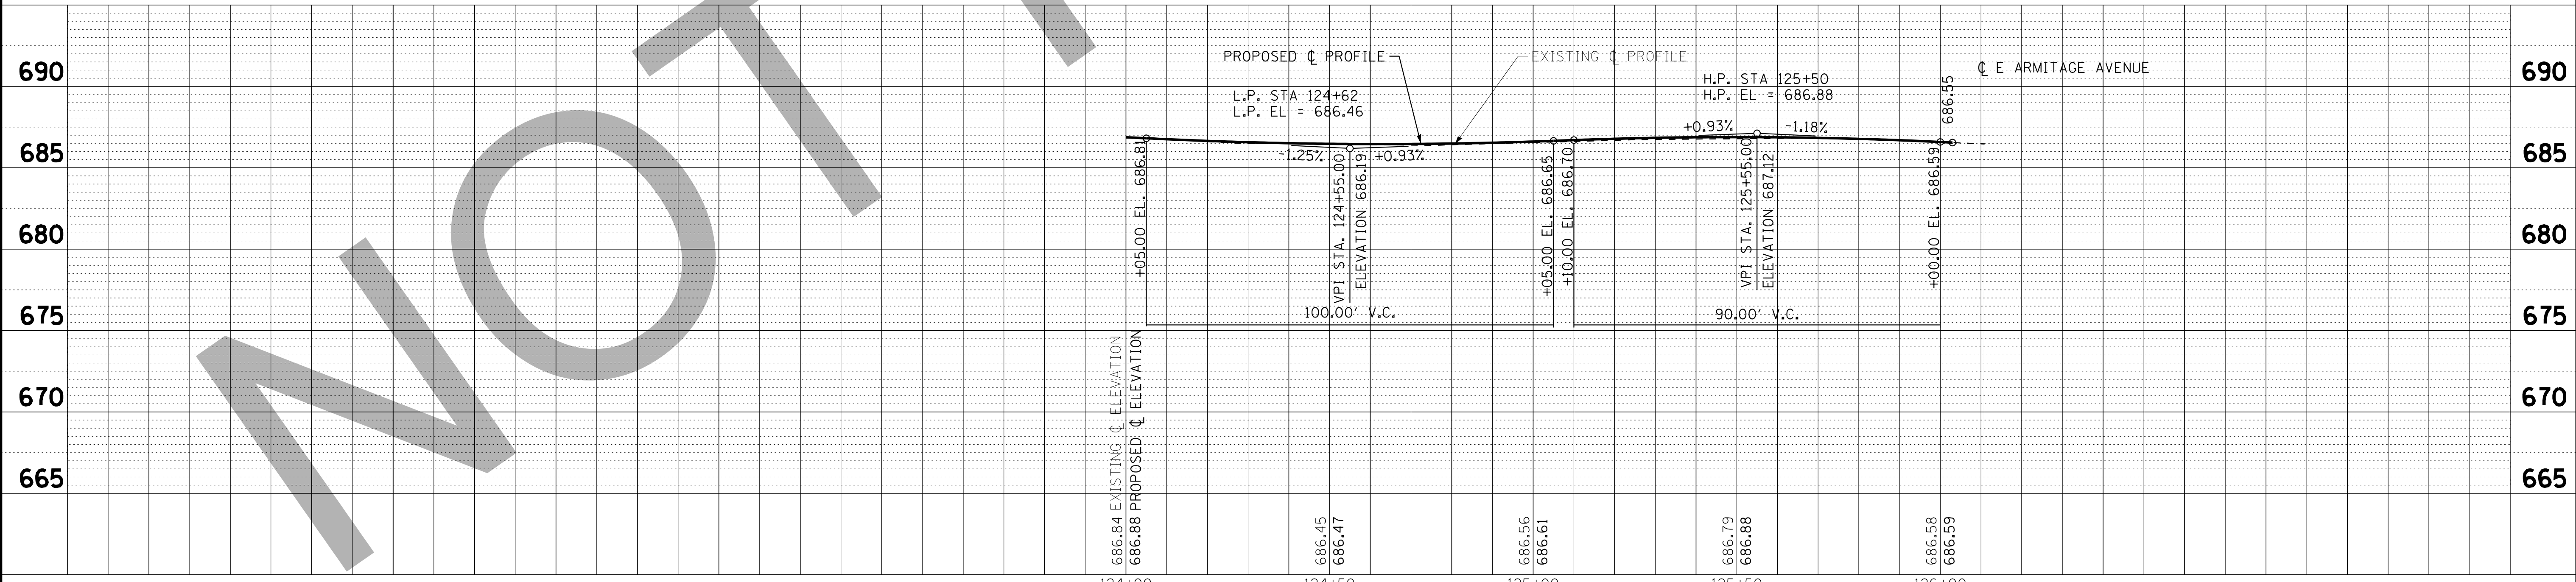 690
685
680
675
670
665
PROPOSED ℄ PROFILE
EXISTING ℄ PROFILE
L.P. STA 124+62
L.P. EL = 686.46
H.P. STA 125+50
H.P. EL = 686.88
℄ E ARMITAGE AVENUE
690
685
680
675
670
665
-1.25%
+0.93%
+0.93%
-1.18%
+05.00 EL. 686.81
VPI STA. 124+55.00
ELEVATION 686.19
+05.00 EL. 686.65
+10.00 EL. 686.70
VPI STA. 125+55.00
ELEVATION 687.12
+00.00 EL. 686.59
686.55
100.00' V.C.
90.00' V.C.
686.84 EXISTING ℄ ELEVATION
686.88 PROPOSED ℄ ELEVATION
686.45
686.47
686.56
686.61
686.79
686.88
686.58
686.59
NOT